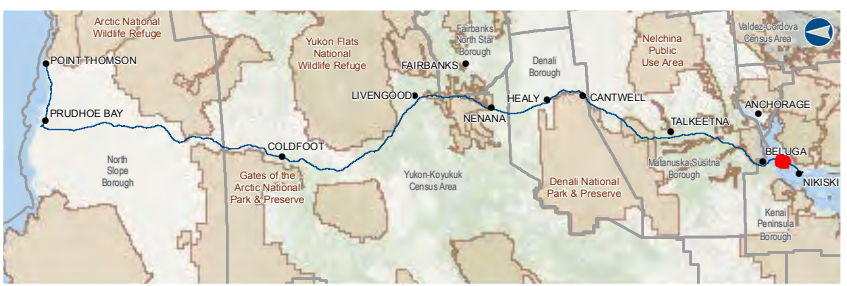 Arctic National
Wildlife Refuge
POINT THOMSON
PRUDHOE BAY
North
Slope
Borough
COLDFOOT
Gates of the
Arctic National
Park & Preserve
Yukon Flats
National
Wildlife Refuge
LIVENGOOD
Fairbanks
North Star
Borough
FAIRBANKS
NENANA
Yukon-Koyukuk
Census Area
Denali
Borough
HEALY
CANTWELL
Denali National
Park & Preserve
Nelchina
Public
Use Area
TALKEETNA
Matanuska-Susitna
Borough
Valdez-Cordova
Census Area
ANCHORAGE
BELUGA
NIKISKI
Kenai
Peninsula
Borough